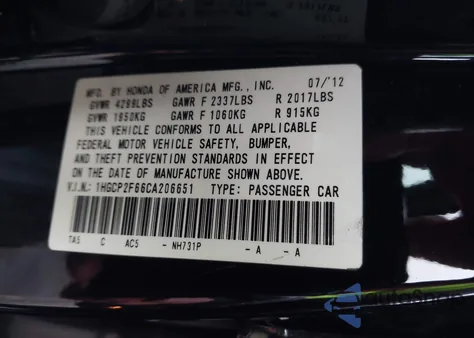 MFD. BY HONDA OF AMERICA MFG., INC. 07/'12
GVWR 4299LBS GAWR F 2337LBS R 2017LBS
GVWR 1950KG GAWR F 1060KG R 915KG
THIS VEHICLE CONFORMS TO ALL APPLICABLE
FEDERAL MOTOR VEHICLE SAFETY, BUMPER,
AND THEFT PREVENTION STANDARDS IN EFFECT
ON THE DATE OF MANUFACTURE SHOWN ABOVE.
V.I.N.: 1HGCP2F66CA206651 TYPE: PASSENGER CAR
TA5 C AC5 - NH731P - A - A